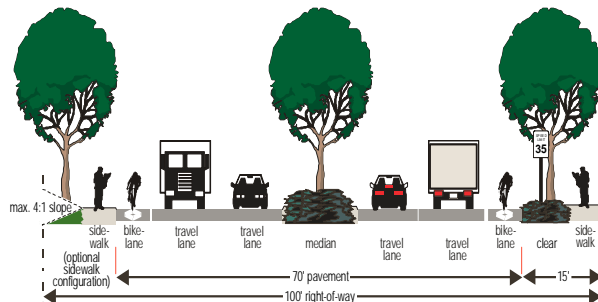 SPEED
LIMIT
35
max. 4:1 slope
side-
walk
(optional
sidewalk
configuration)
bike-
lane
travel
lane
travel
lane
median
travel
lane
travel
lane
bike-
lane
clear
side-
walk
70' pavement
15'
100' right-of-way